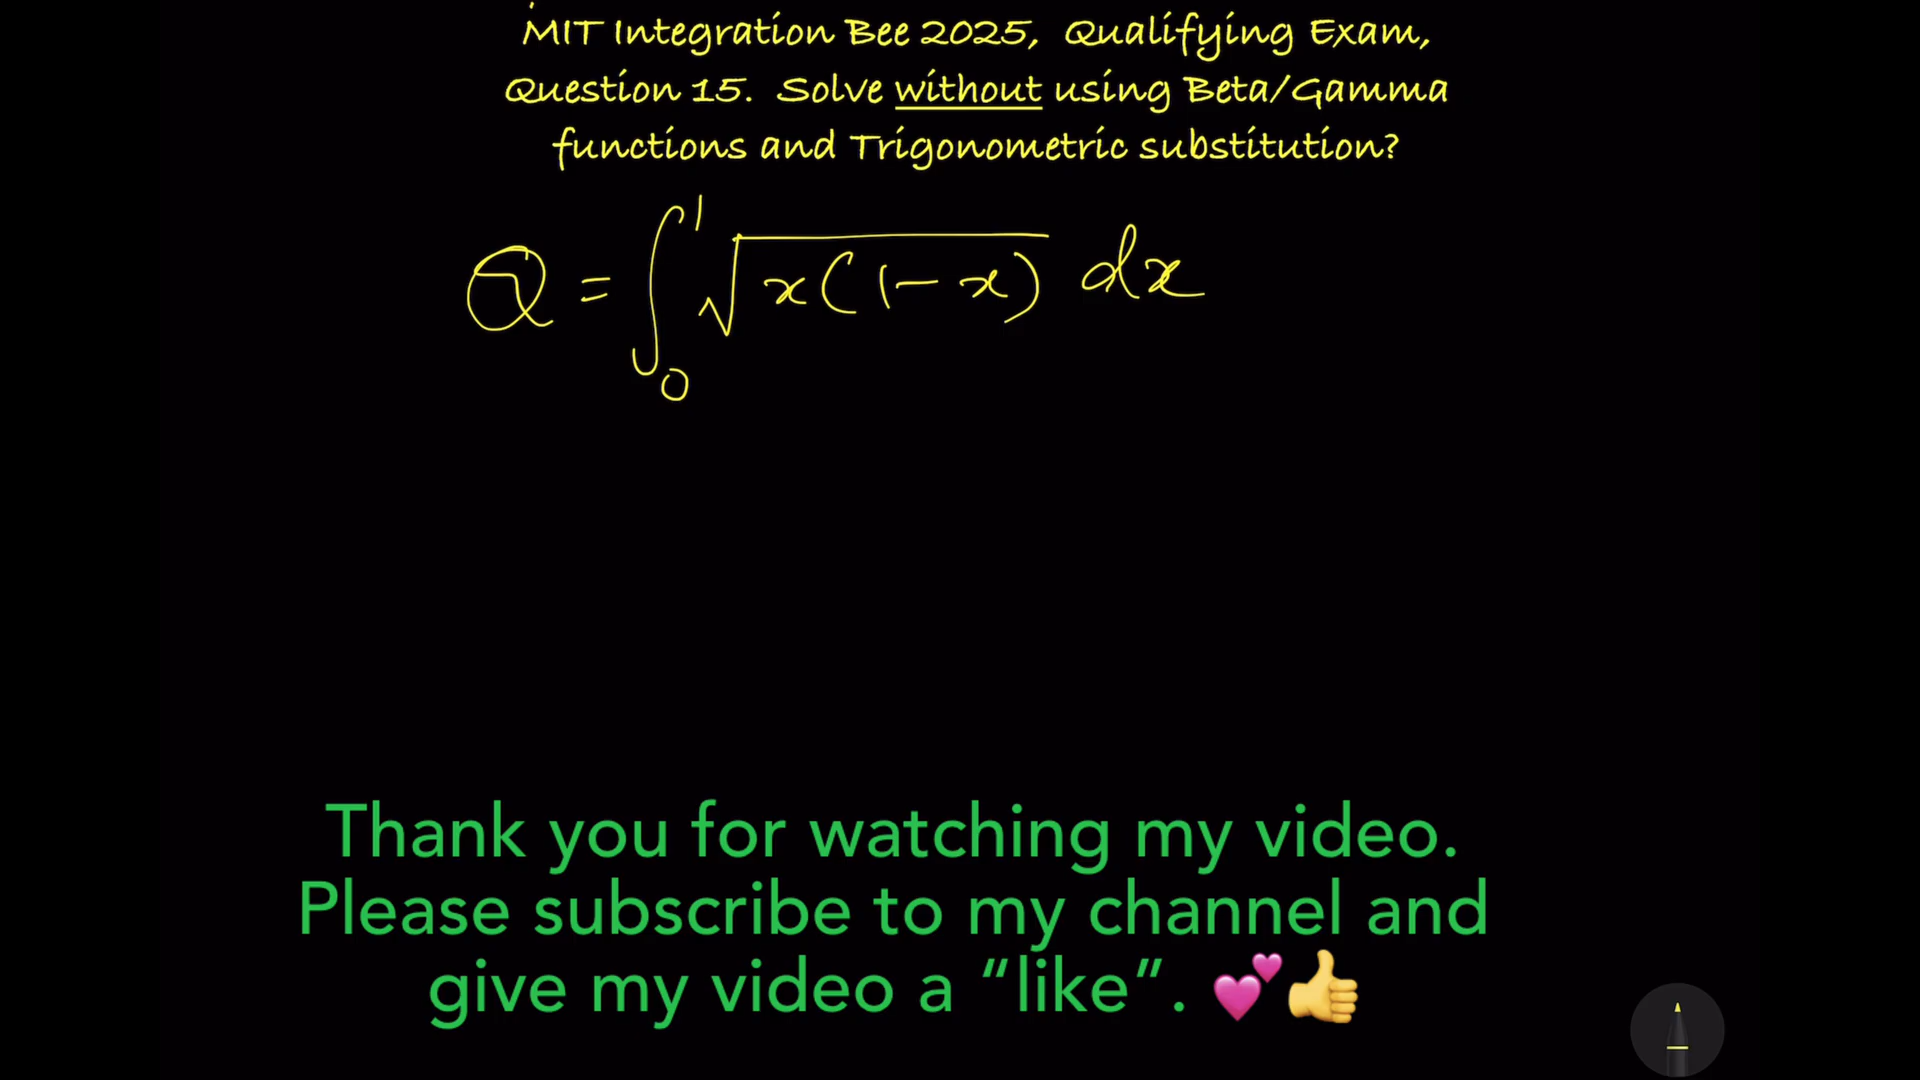 MIT Integration Bee 2025, Qualifying Exam,
Question 15. Solve without using Beta/Gamma
functions and Trigonometric substitution?
Q = ∫₀¹ √(x(1-x)) dx
Thank you for watching my video.
Please subscribe to my channel and
give my video a “like”. 💕👍